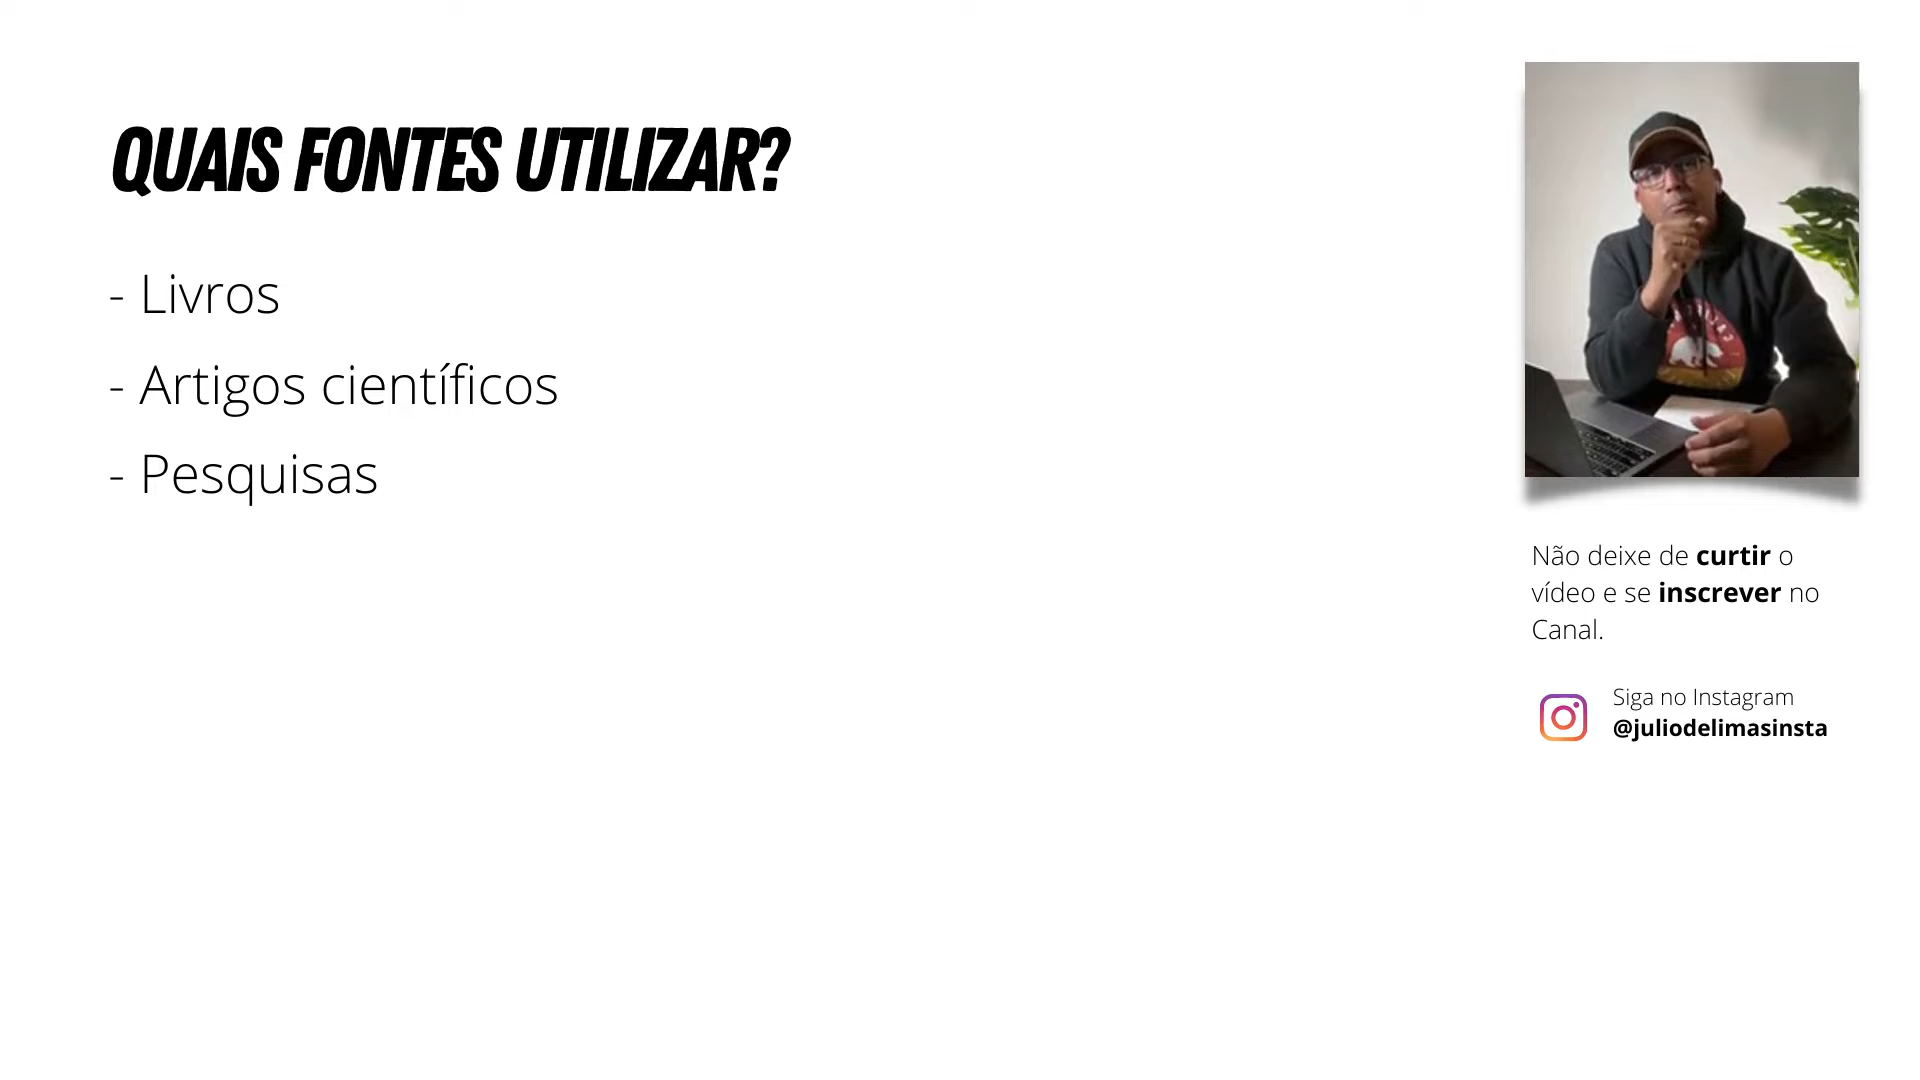 QUAIS FONTES UTILIZAR?
- Livros
- Artigos científicos
- Pesquisas
Não deixe de curtir o
vídeo e se inscrever no
Canal.
Siga no Instagram
@juliodelimasinsta